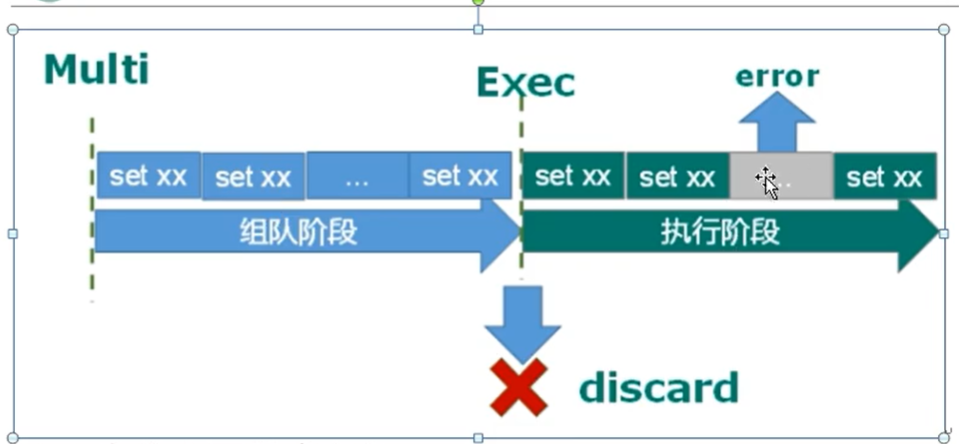 Multi
Exec
error
set xx set xx ... set xx set xx set xx set xx
组队阶段 执行阶段
discard